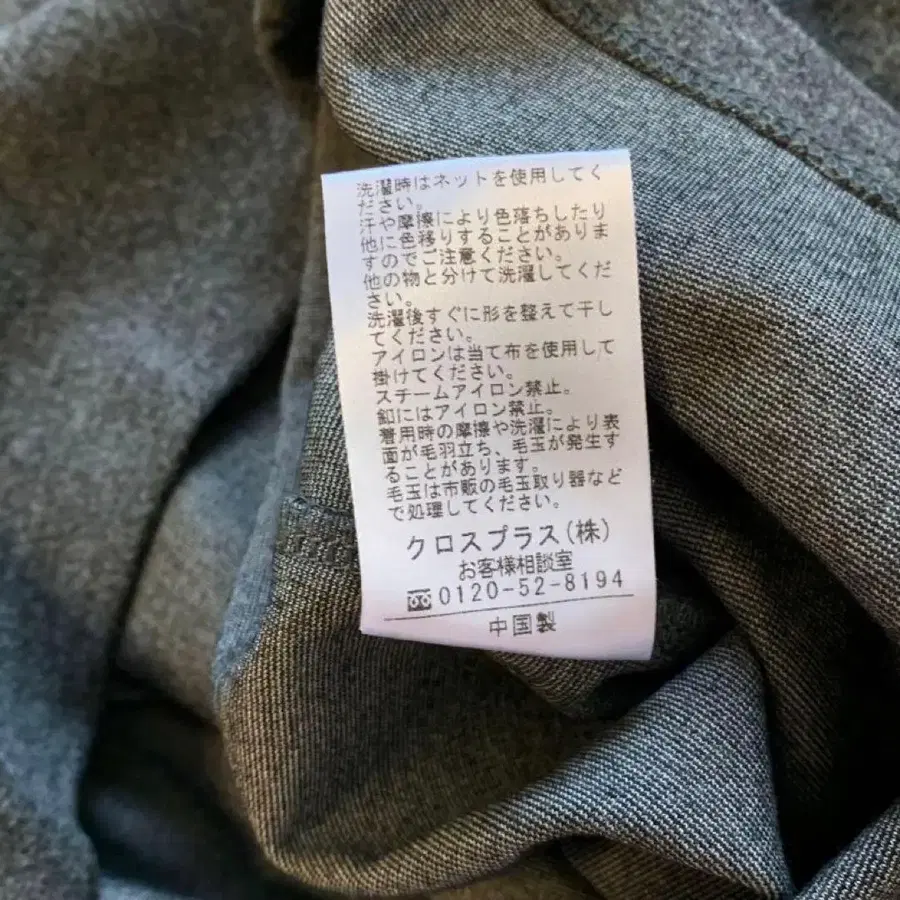 洗濯時はネットを使用してく
ださい。
汗や摩擦により色落ちしたり
他に色移りすることがありま
すのでご注意ください。
他の物と分けて洗濯してくだ
さい。
洗濯後すぐに形を整えて干し
てください。
アイロンは当て布を使用して
掛けてください。
スチームアイロン禁止。
釦にはアイロン禁止。
着用時の摩擦や洗濯により表
面が毛羽立ち、毛玉が発生す
ることがあります。
毛玉は市販の毛玉取り器など
で処理してください。
クロスプラス(株)
お客様相談室
0120-52-8194
中国製